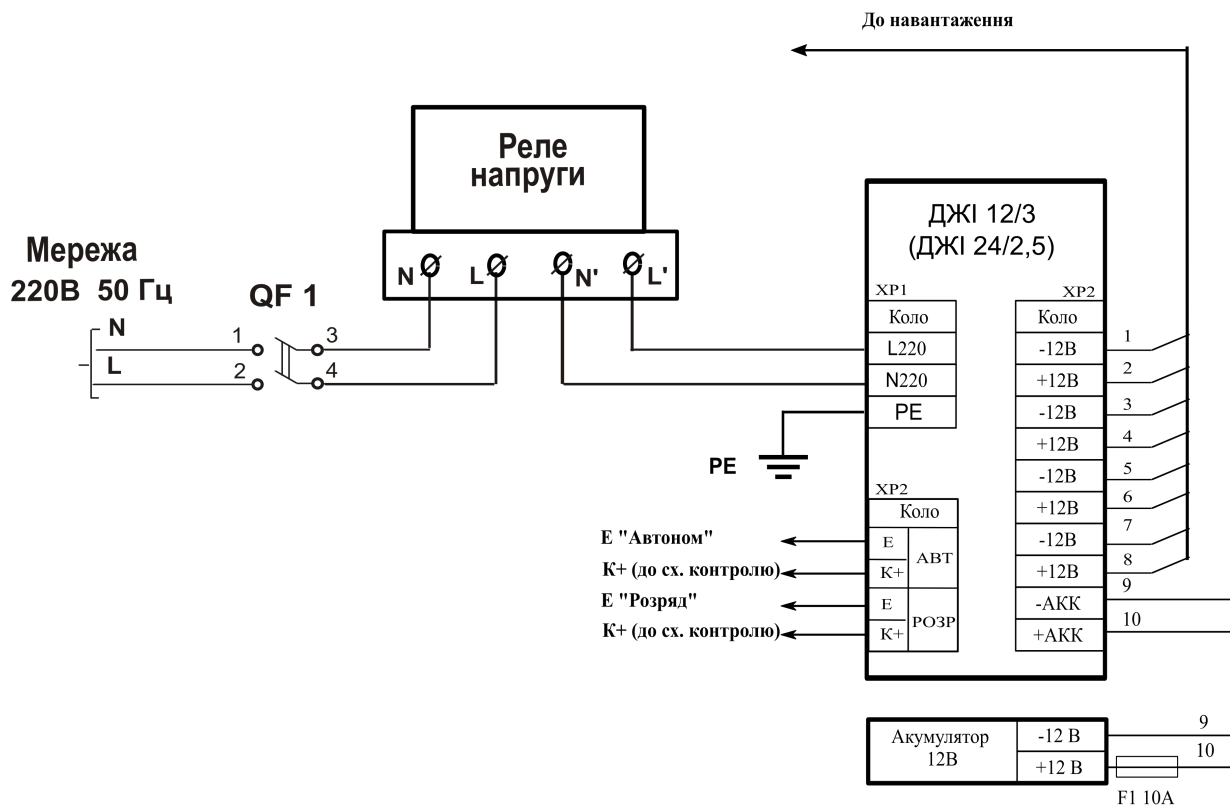 До навантаження
Реле
напруги
N L N' L'
Мережа
220В 50 Гц
QF 1
N
L
1
3
2
4
ДЖІ 12/3
(ДЖІ 24/2,5)
XP1
Коло
L220
N220
PE
PE
XP2
Коло
-12В
1
+12В
2
-12В
3
+12В
4
-12В
5
+12В
6
-12В
7
+12В
8
-АКК
9
+АКК
10
XP2
Коло
Е
К+
АВТ
Е
К+
РОЗР
Е "Автоном"
К+ (до сх. контролю)
Е "Розряд"
К+ (до сх. контролю)
Акумулятор
12В
-12 В
9
+12 В
10
F1 10A